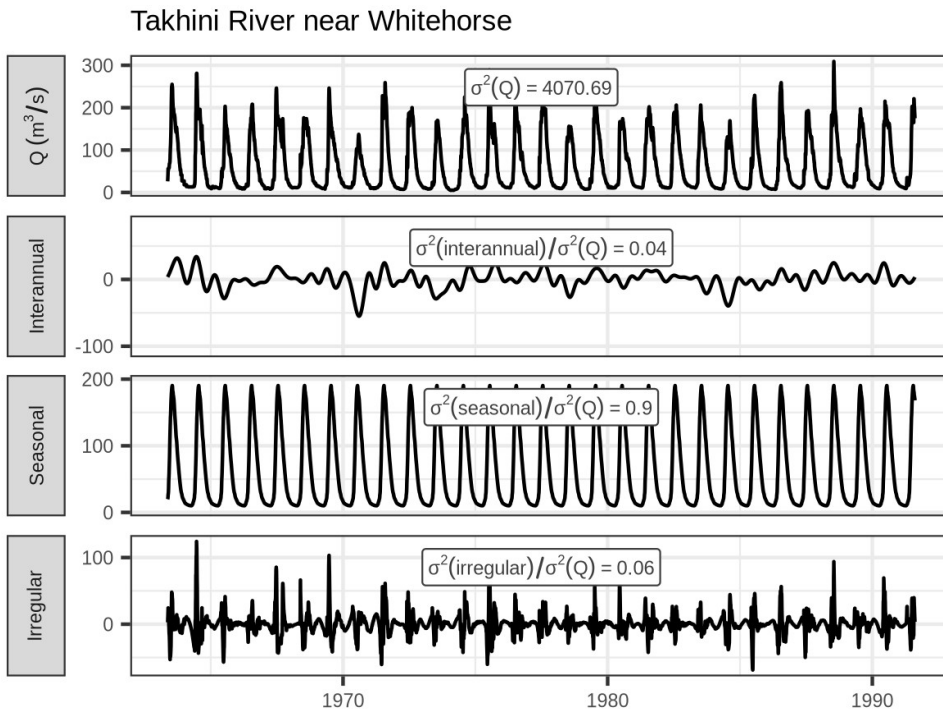 Takhini River near Whitehorse
Q (m³/s)
300
200
100
0
σ²(Q) = 4070.69
Interannual
0
-100
σ²(interannual)/σ²(Q) = 0.04
Seasonal
200
100
0
σ²(seasonal)/σ²(Q) = 0.9
Irregular
100
0
σ²(irregular)/σ²(Q) = 0.06
1970 1980 1990